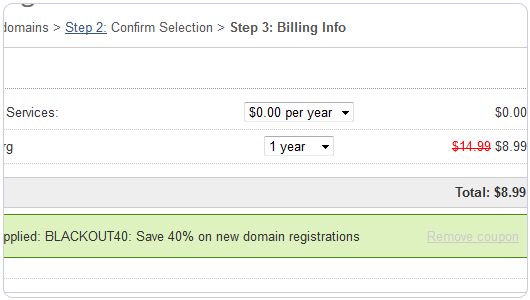 domains > Step 2: Confirm Selection > Step 3: Billing Info
Services: $0.00 per year $0.00
rg 1 year $14.99 $8.99
Total: $8.99
pplied: BLACKOUT40: Save 40% on new domain registrations Remove coupon